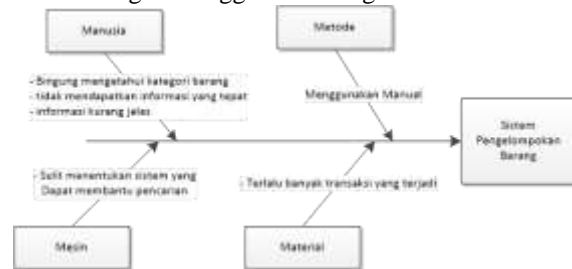 Manusia
Metode
- Bingung mengetahui kategori barang
- tidak mendapatkan informasi yang tepat
- informasi kurang jelas
Menggunakan Manual
Sistem
Pengelompokan
Barang
- Sulit menentukan sistem yang
Dapat membantu pencarian
- Terlalu banyak transaksi yang terjadi
Mesin
Material